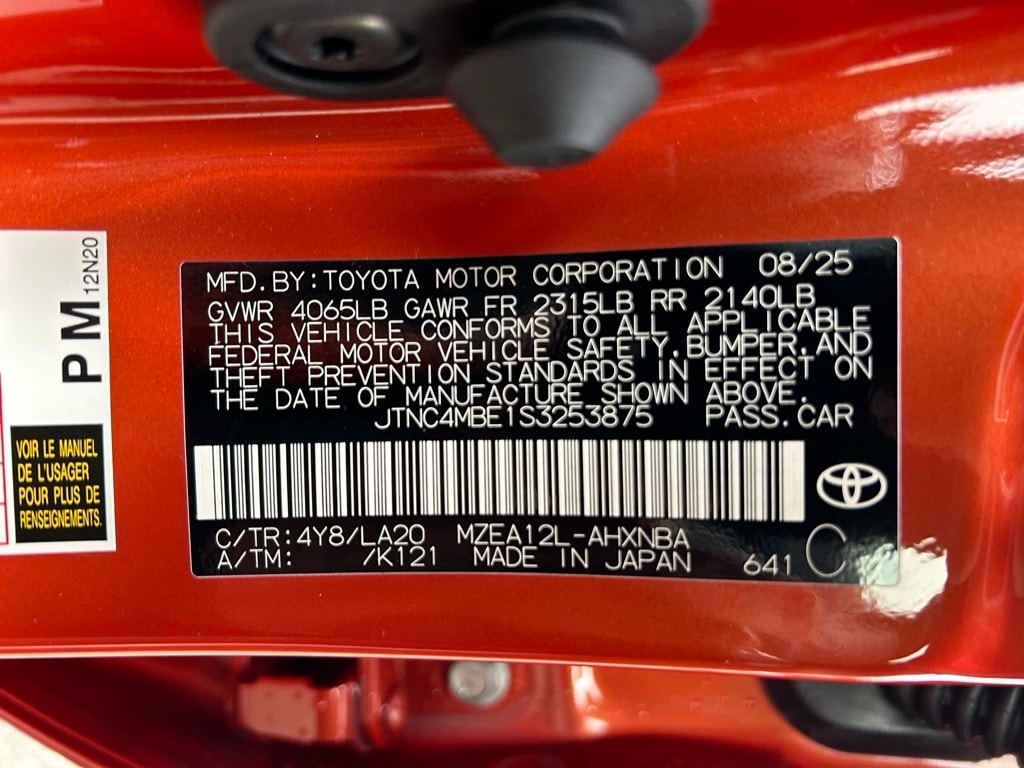 PM 12N20
VOIR LE MANUEL
DE L'USAGER
POUR PLUS DE
RENSEIGNEMENTS.
MFD.BY:TOYOTA MOTOR CORPORATION 08/25
GVWR 4065LB GAWR FR 2315LB RR 2140LB
THIS VEHICLE CONFORMS TO ALL APPLICABLE
FEDERAL MOTOR VEHICLE SAFETY,BUMPER,AND
THEFT PREVENTION STANDARDS IN EFFECT ON
THE DATE OF MANUFACTURE SHOWN ABOVE.
JTNC4MBE1S3253875 PASS.CAR
C/TR:4Y8/LA20 MZEA12L-AHXNBA
A/TM: /K121 MADE IN JAPAN 641 C